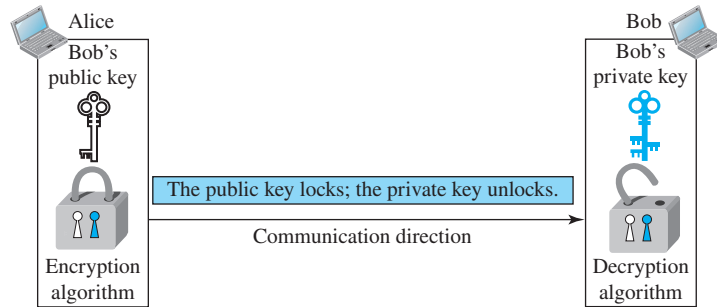 Alice
Bob's
public key
Bob
Bob's
private key
The public key locks; the private key unlocks.
Communication direction
Encryption
algorithm
Decryption
algorithm